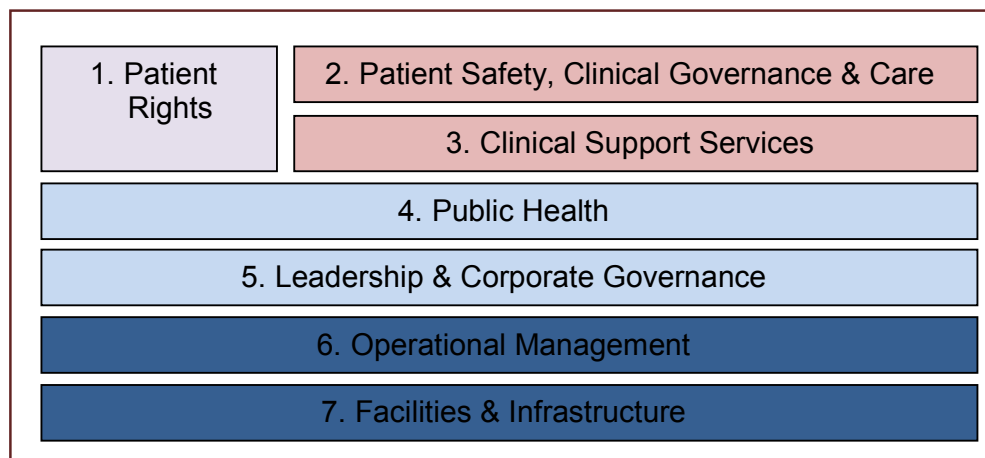 1. Patient
Rights
2. Patient Safety, Clinical Governance & Care
3. Clinical Support Services
4. Public Health
5. Leadership & Corporate Governance
6. Operational Management
7. Facilities & Infrastructure